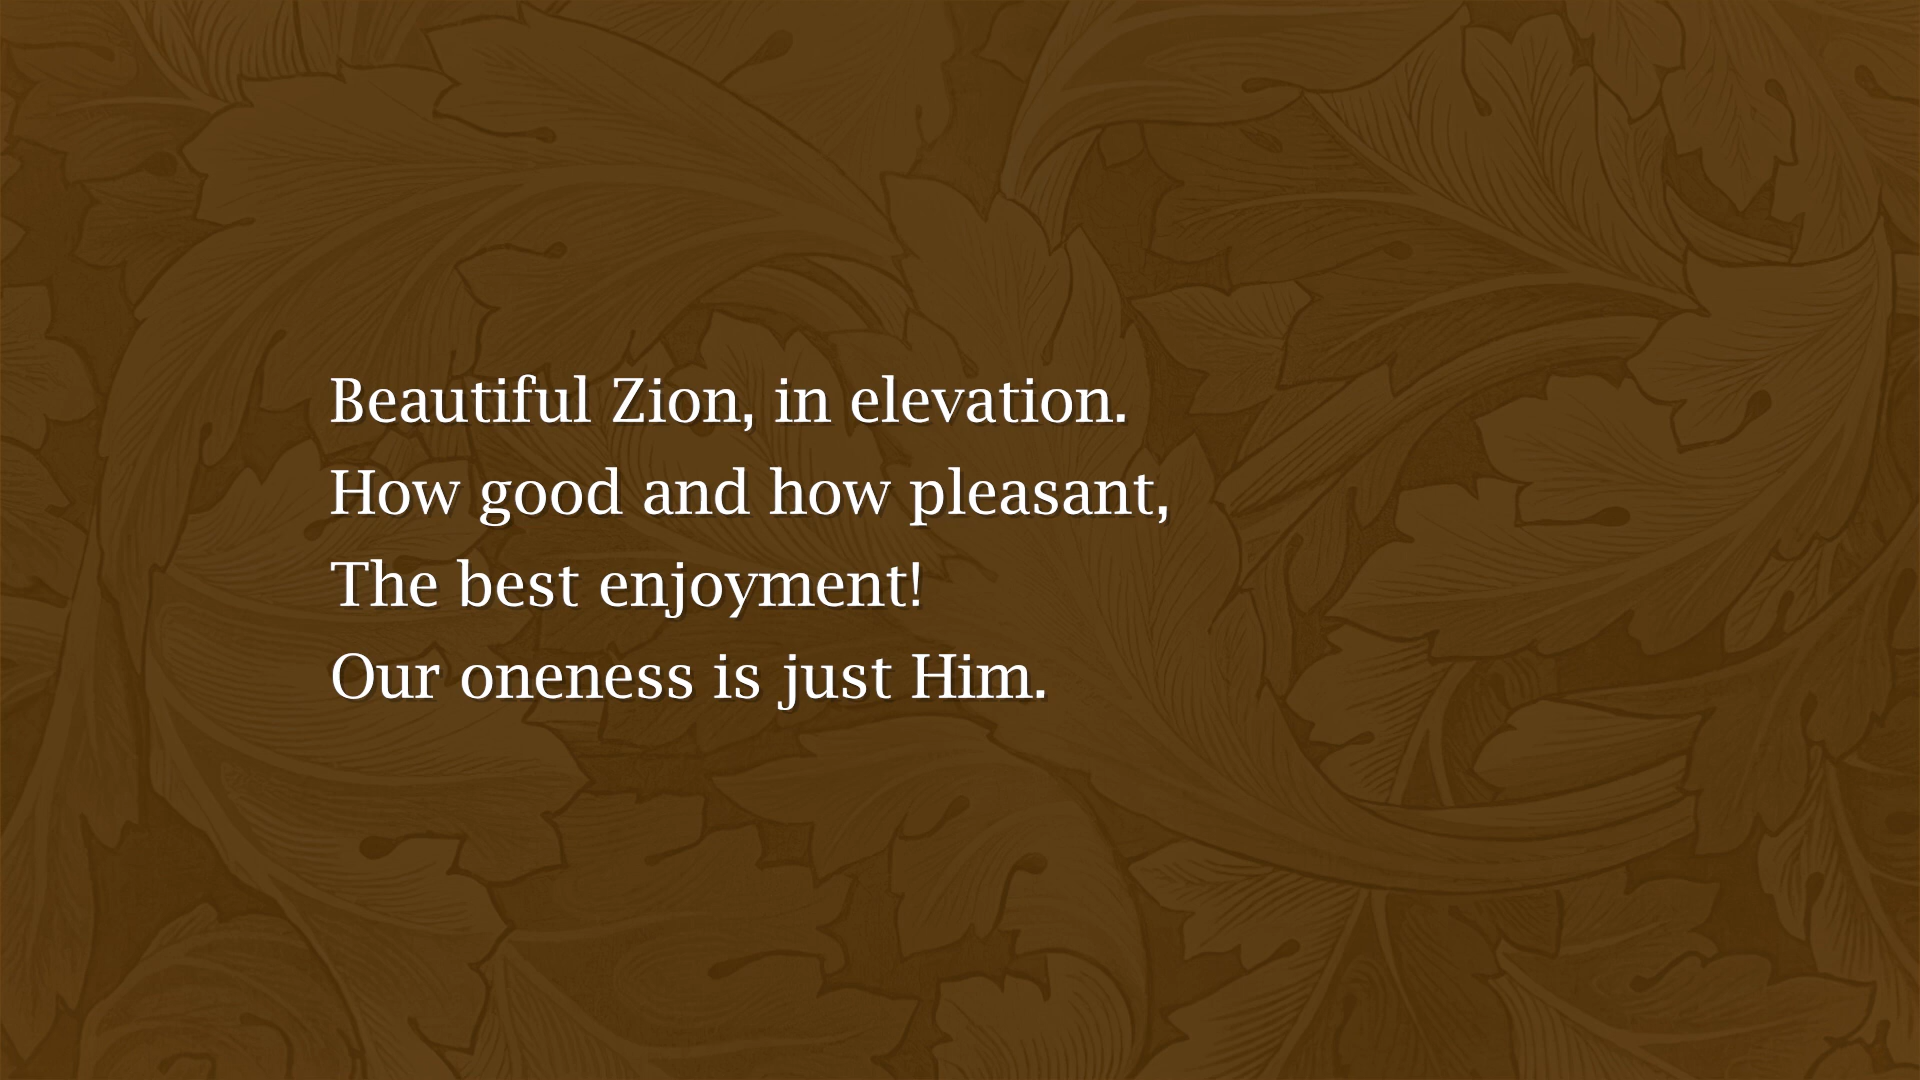 Beautiful Zion, in elevation.
How good and how pleasant,
The best enjoyment!
Our oneness is just Him.